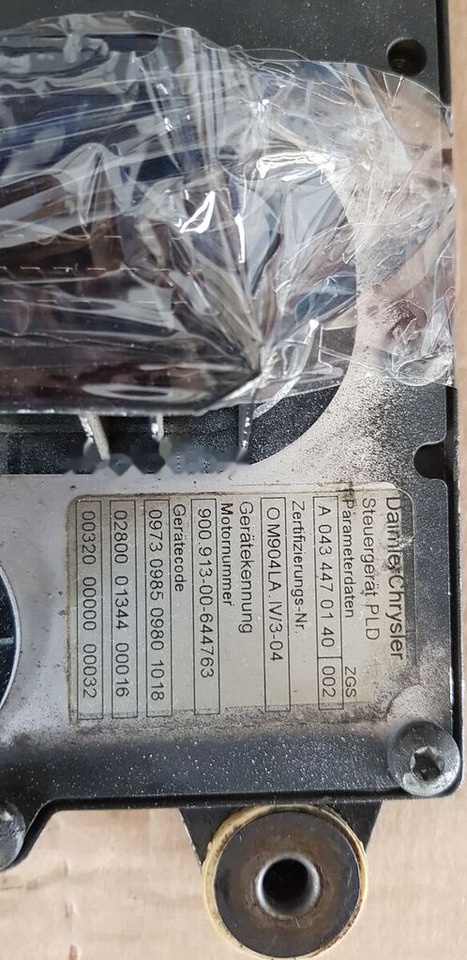 DaimlerChrysler
Steuergerät PLD
Parameterdaten ZGS
A 043 447 01 40 002
Zertifizierungs-Nr.
OM904LA.IV/3-04
Gerätekennung
Motornummer
900.913-00-644763
Gerätecode
0973 0985 0980 1018
02800 01344 00016
00320 00000 00032